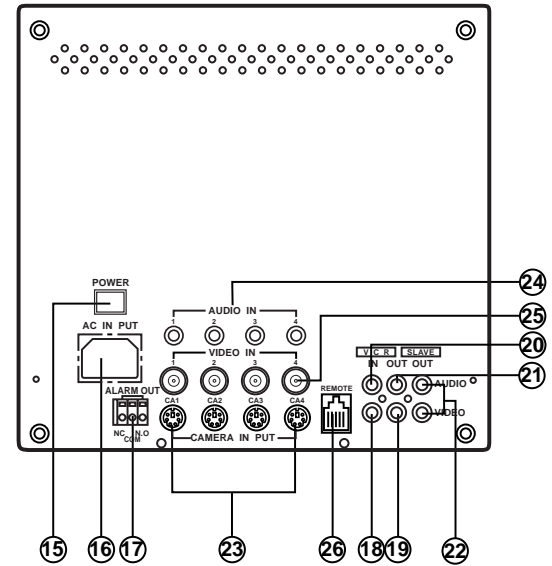 POWER
24
15
AUDIO IN
1 2 3 4
25
AC IN PUT
VIDEO IN
1 2 3 4
V C R SLAVE
20
IN OUT OUT
21
AUDIO
ALARM OUT
CA1 CA2 CA3 CA4
REMOTE
VIDEO
NC N.O
COM
CAMERA IN PUT
15 16 17 23 26 18 19 22